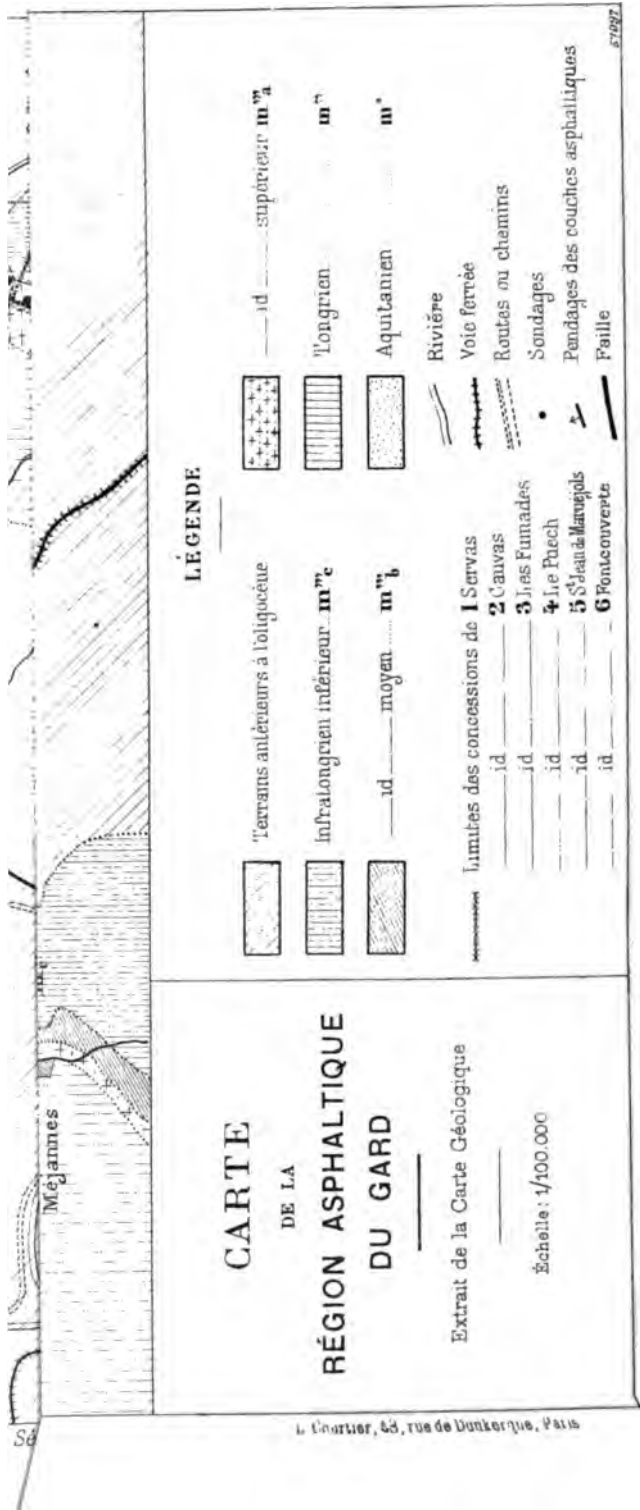 Méjannes
CARTE
DE LA
RÉGION ASPHALTIQUE
DU GARD
Extrait de la Carte Géologique
Échelle: 1/100.000
LÉGENDE
Terrains antérieurs à l'oligocène
Infratongrien inférieur m'''c
id moyen m'''b
id supérieur m'''a
Tongrien m''
Aquitanien
Limites des concessions de 1 Servas
id. 2 Cauvas
id. 3 Les Fumades
id. 4 Le Puech
id. 5 St Jean de Maruejols
id. 6 Fontcouverte
Rivière
Voie ferrée
Routes ou chemins
Sondages
Pendages des couches asphaltiques
Faille
L. Courtier, 43, rue de Dunkerque, Paris